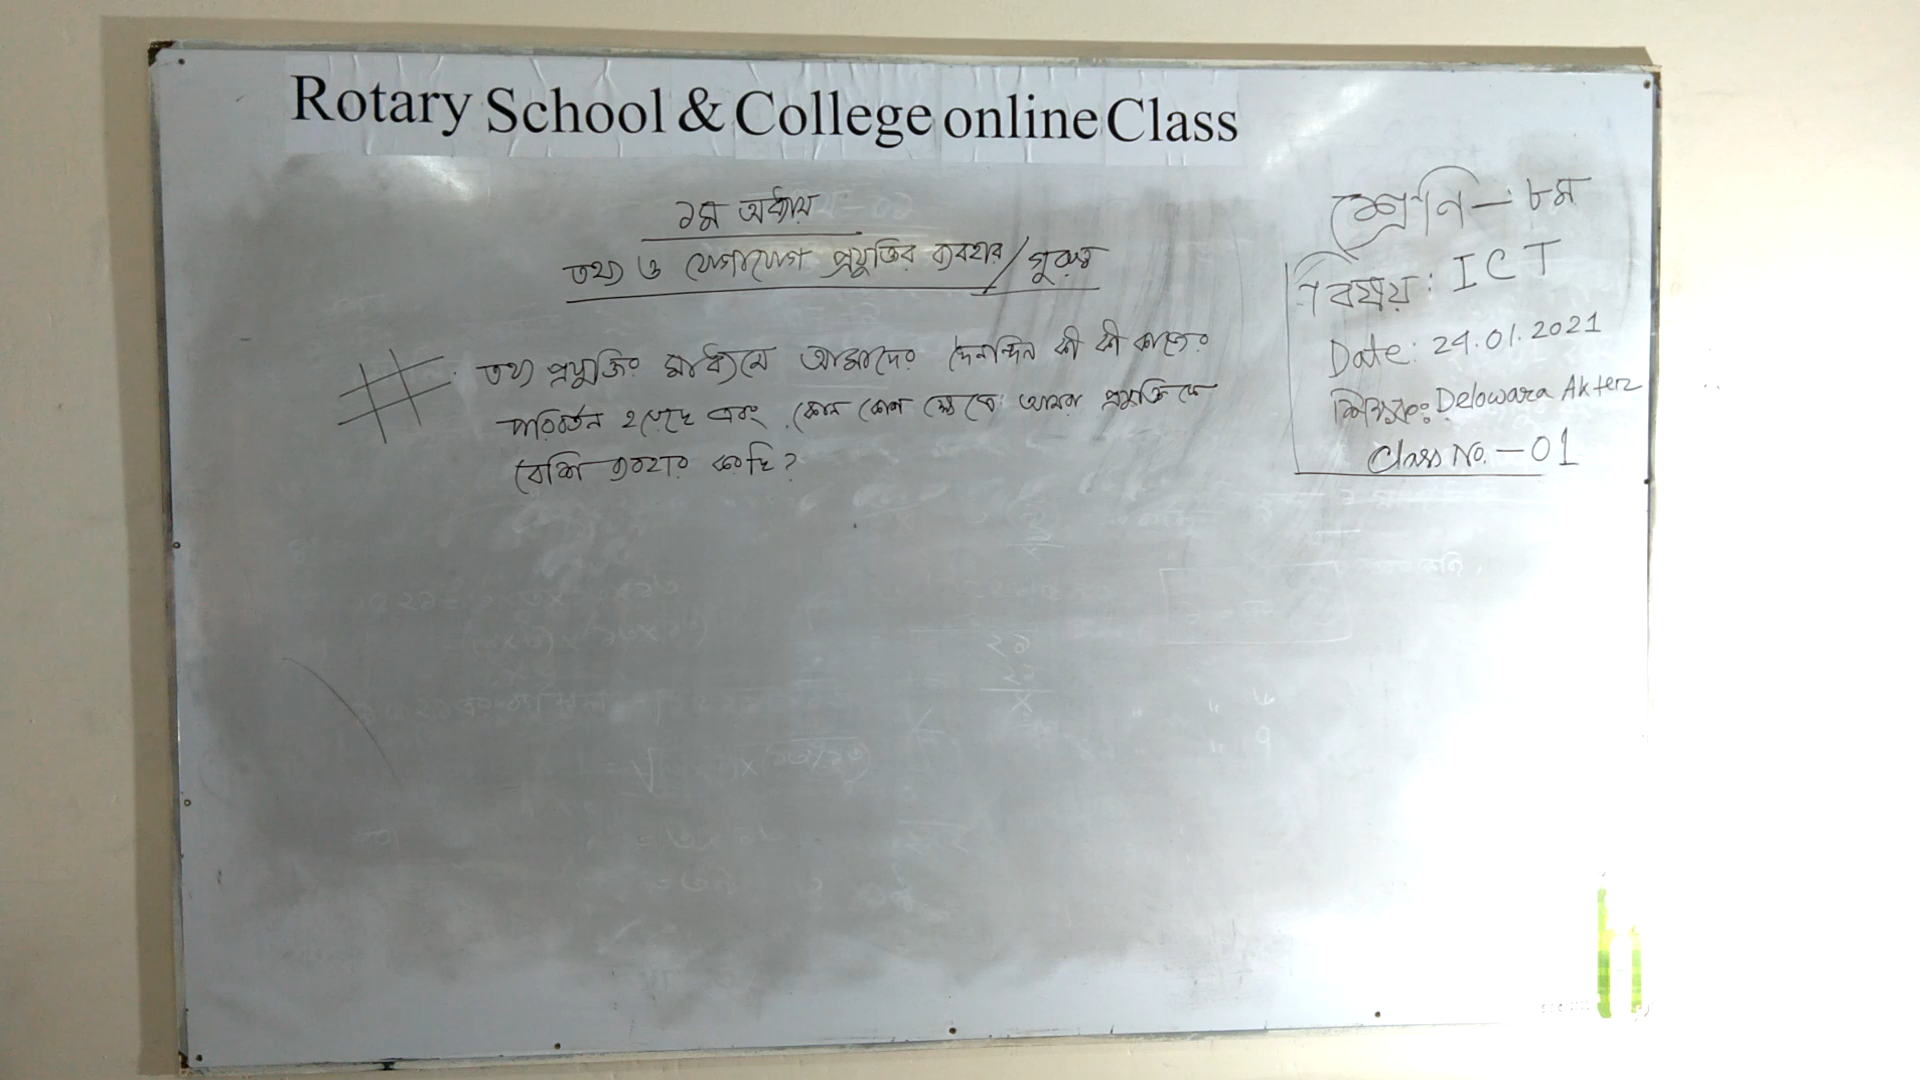 Rotary School & College online Class
১ম অধ্যায়
তথ্য ও যোগাযোগ প্রযুক্তির ব্যবহার/গুরুত্ব
# তথ্য প্রযুক্তির মাধ্যমে আমাদের দৈনন্দিন কী কী কাজের
পরিবর্তন হয়েছে এবং কোন কোন ক্ষেত্রে আমরা প্রযুক্তিকে
বেশি ব্যবহার করছি?
শ্রেণি - ৮ম
বিষয়: ICT
Date: 24.01.2021
শিক্ষক: Delowara Akter
Class No. - 01